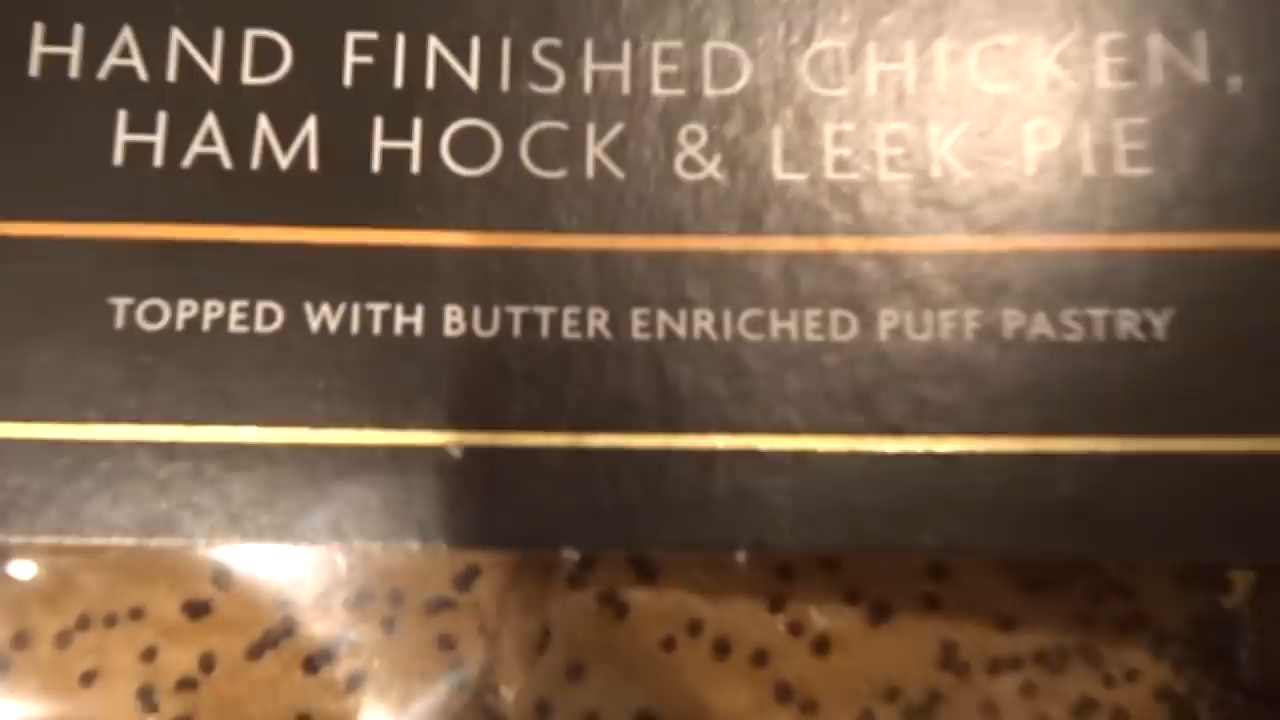 HAND FINISHED CHICKEN,
HAM HOCK & LEEK PIE
TOPPED WITH BUTTER ENRICHED PUFF PASTRY